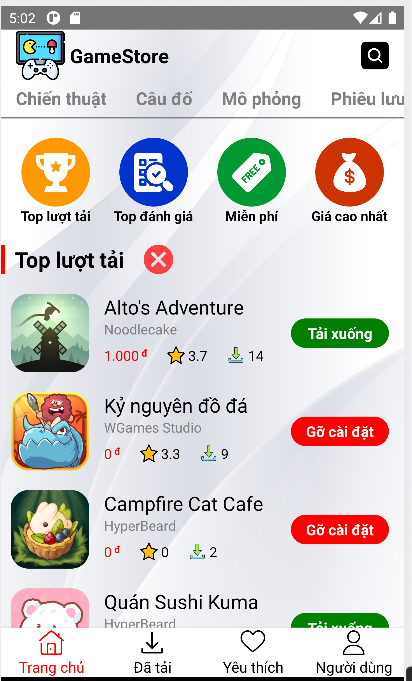 5:02
GameStore
Chiến thuật Câu đố Mô phỏng Phiêu lưu
FREE
Top lượt tải Top đánh giá Miễn phí Giá cao nhất
Top lượt tải
Alto's Adventure
Noodlecake
1.000 đ 3.7 14
Tải xuống
Kỷ nguyên đồ đá
WGames Studio
0 đ 3.3 9
Gỡ cài đặt
Campfire Cat Cafe
HyperBeard
0 đ 0 2
Gỡ cài đặt
Quán Sushi Kuma
HyperBeard
Tải xuống
Trang chủ Đã tải Yêu thích Người dùng